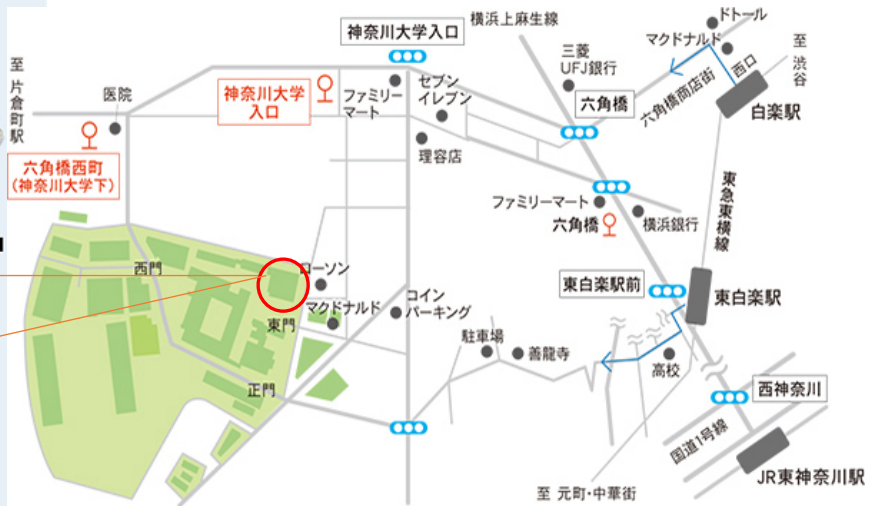 神奈川大学入口
横浜上麻生線
ドトール
マクドナルド
至 渋谷
西口
六角橋商店街
白楽駅
三菱
UFJ銀行
六角橋
至 片倉町駅
医院
神奈川大学
入口
ファミリー
マート
セブン
イレブン
理容店
六角橋西町
(神奈川大学下)
ファミリーマート
六角橋
横浜銀行
東急東横線
西門
ローソン
マクドナルド
東門
コイン
パーキング
東白楽駅前
東白楽駅
駐車場
善龍寺
高校
正門
西神奈川
国道1号線
JR東神奈川駅
至 元町・中華街